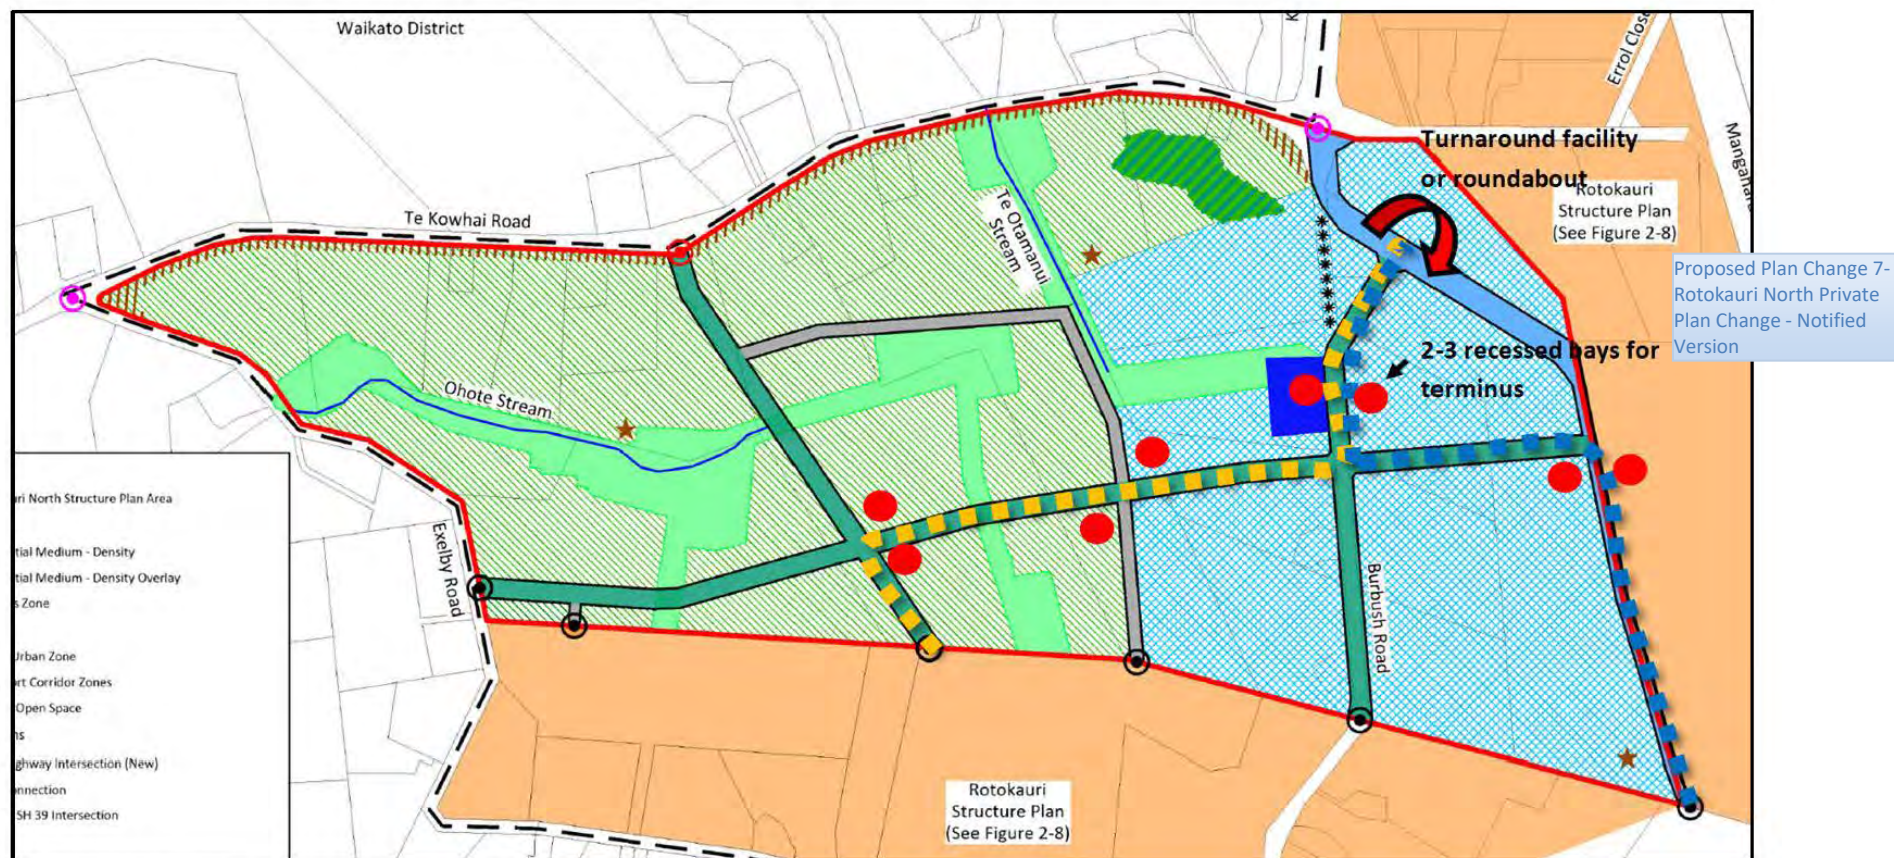 Waikato District
Errol Close
Mangahar
Turnaround facility
or roundabout
Rotokauri
Structure Plan
(See Figure 2-8)
Te Kowhai Road
Te Otamanui
Stream
Proposed Plan Change 7-
Rotokauri North Private
Plan Change - Notified
Version
2-3 recessed bays for
terminus
Ohote Stream
Exelby Road
Burbush Road
uri North Structure Plan Area
tial Medium - Density
tial Medium - Density Overlay
s Zone
Urban Zone
rt Corridor Zones
Open Space
ns
ghway Intersection (New)
onnection
SH 39 Intersection
Rotokauri
Structure Plan
(See Figure 2-8)